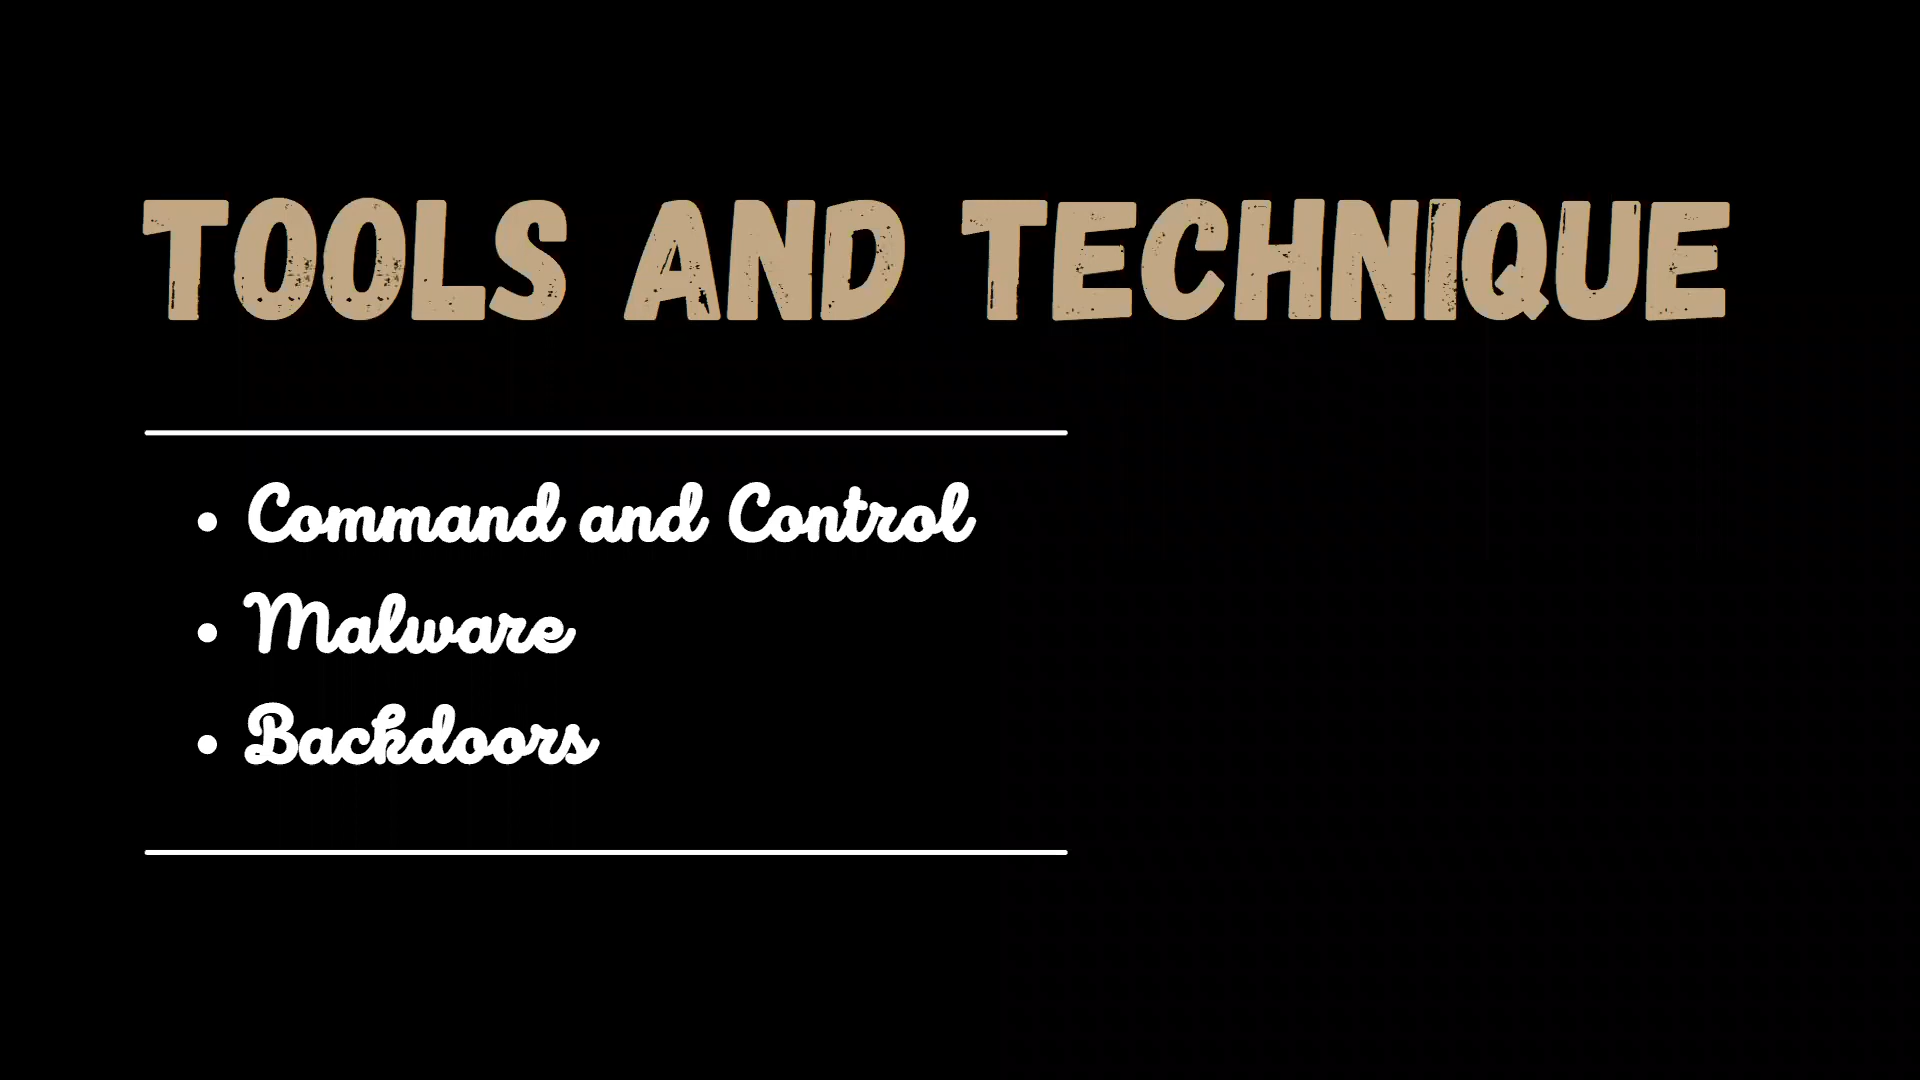 TOOLS AND TECHNIQUE
• Command and Control
• Malware
• Backdoors